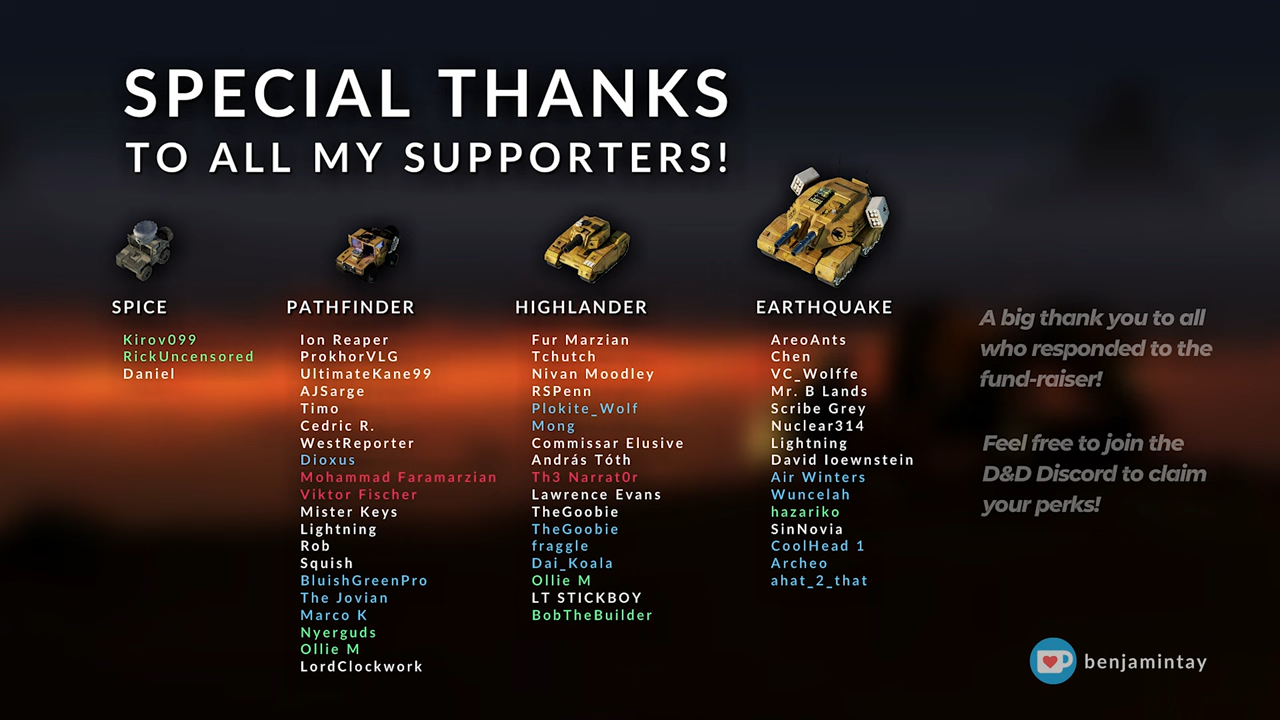 SPECIAL THANKS
TO ALL MY SUPPORTERS!
SPICE
Kirov099
RickUncensored
Daniel
PATHFINDER
Ion Reaper
ProkhorVLG
UltimateKane99
AJSarge
Timo
Cedric R.
WestReporter
Dioxus
Mohammad Faramarzian
Viktor Fischer
Mister Keys
Lightning
Rob
Squish
BluishGreenPro
The Jovian
Marco K
Nyerguds
Ollie M
LordClockwork
HIGHLANDER
Fur Marzian
Tchutch
Nivan Moodley
RSPenn
Plokite_Wolf
Mong
Commissar Elusive
András Tóth
Th3 Narrat0r
Lawrence Evans
TheGoobie
TheGoobie
fraggle
Dai_Koala
Ollie M
LT STICKBOY
BobTheBuilder
EARTHQUAKE
AreoAnts
Chen
VC_Wolffe
Mr. B Lands
Scribe Grey
Nuclear314
Lightning
David loewnstein
Air Winters
Wuncelah
hazariko
SinNovia
CoolHead 1
Archeo
ahat_2_that
A big thank you to all
who responded to the
fund-raiser!
Feel free to join the
D&D Discord to claim
your perks!
benjamintay